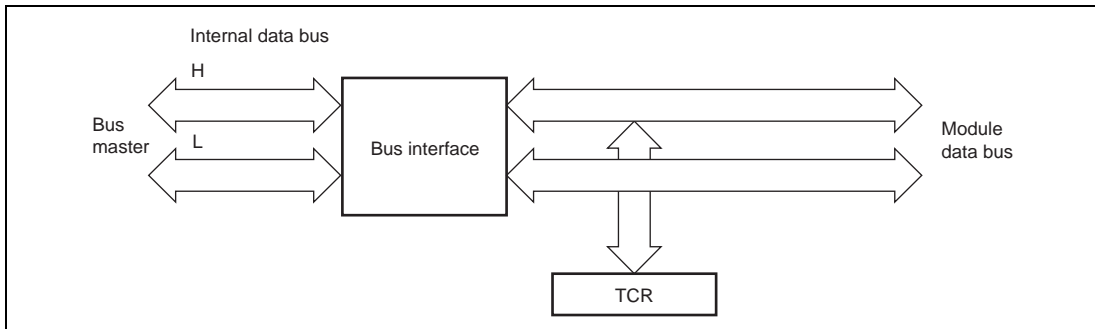 Internal data bus
H
Bus
master
L
Bus interface
Module
data bus
TCR